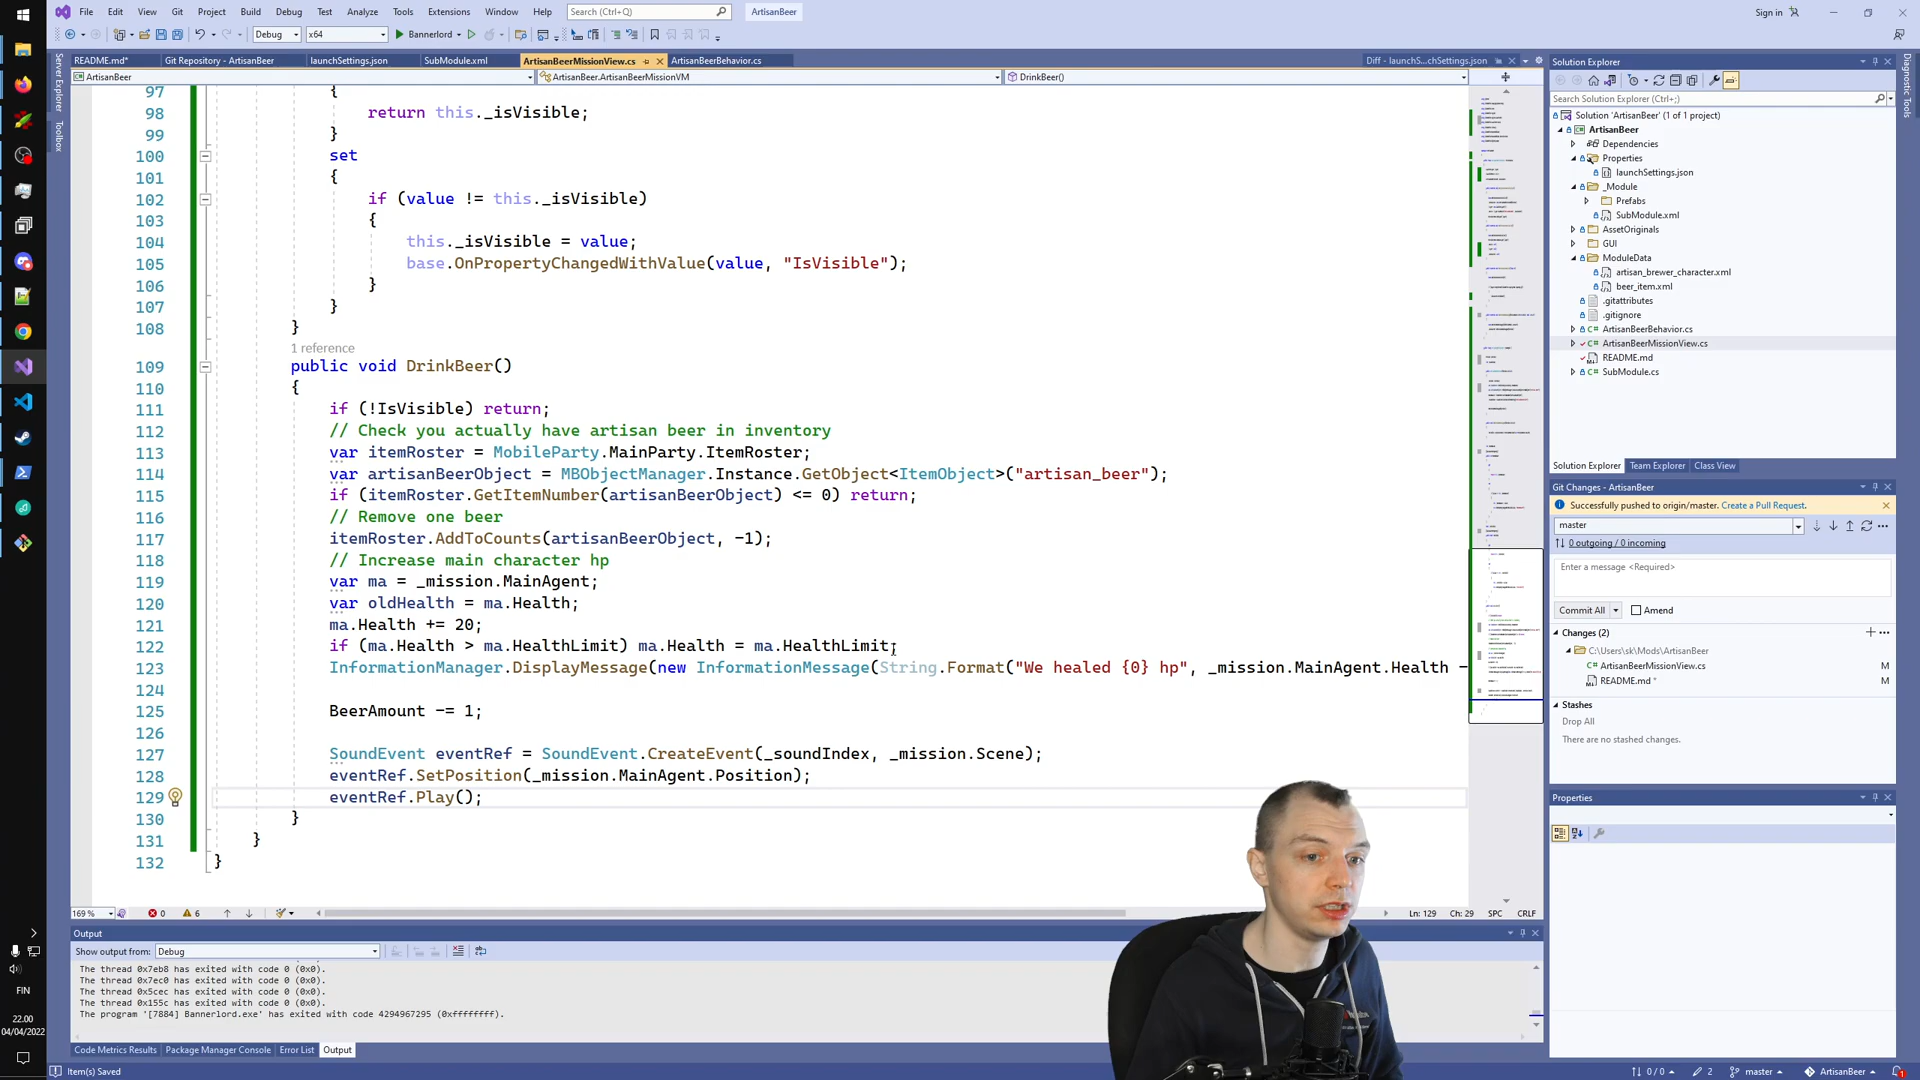 File Edit View Git Project Build Debug Test Analyze Tools Extensions Window Help Search (Ctrl+Q) ArtisanBeer Sign in
Debug x64 Bannerlord
README.md* Git Repository - ArtisanBeer launchSettings.json SubModule.xml ArtisanBeerMissionView.cs ArtisanBeerBehavior.cs Diff - launchS...chSettings.json
ArtisanBeer ArtisanBeer.ArtisanBeerMissionVM DrinkBeer()
Server Explorer
Toolbox
97 {
98 return this._isVisible;
99 }
100 set
101 {
102 if (value != this._isVisible)
103 {
104 this._isVisible = value;
105 base.OnPropertyChangedWithValue(value, "IsVisible");
106 }
107 }
108 }
1 reference
109 public void DrinkBeer()
110 {
111 if (!IsVisible) return;
112 // Check you actually have artisan beer in inventory
113 var itemRoster = MobileParty.MainParty.ItemRoster;
114 var artisanBeerObject = MBObjectManager.Instance.GetObject<ItemObject>("artisan_beer");
115 if (itemRoster.GetItemNumber(artisanBeerObject) <= 0) return;
116 // Remove one beer
117 itemRoster.AddToCounts(artisanBeerObject, -1);
118 // Increase main character hp
119 var ma = _mission.MainAgent;
120 var oldHealth = ma.Health;
121 ma.Health += 20;
122 if (ma.Health > ma.HealthLimit) ma.Health = ma.HealthLimit;
123 InformationManager.DisplayMessage(new InformationMessage(String.Format("We healed {0} hp", _mission.MainAgent.Health -
124
125 BeerAmount -= 1;
126
127 SoundEvent eventRef = SoundEvent.CreateEvent(_soundIndex, _mission.Scene);
128 eventRef.SetPosition(_mission.MainAgent.Position);
129 eventRef.Play();
130 }
131 }
132 }
169 % 0 6 Ln: 129 Ch: 29 SPC CRLF
Output
Show output from: Debug
The thread 0x7eb8 has exited with code 0 (0x0).
The thread 0x7ec0 has exited with code 0 (0x0).
The thread 0x5cec has exited with code 0 (0x0).
The thread 0x155c has exited with code 0 (0x0).
The program '[7884] Bannerlord.exe' has exited with code 4294967295 (0xffffffff).
Code Metrics Results Package Manager Console Error List Output
Item(s) Saved
0 / 0 2 master ArtisanBeer 1
FIN
22.00
04/04/2022
Solution Explorer
Search Solution Explorer (Ctrl+;)
Solution 'ArtisanBeer' (1 of 1 project)
ArtisanBeer
Dependencies
Properties
launchSettings.json
_Module
Prefabs
SubModule.xml
AssetOriginals
GUI
ModuleData
artisan_brewer_character.xml
beer_item.xml
.gitattributes
.gitignore
ArtisanBeerBehavior.cs
ArtisanBeerMissionView.cs
README.md
SubModule.cs
Solution Explorer Team Explorer Class View
Git Changes - ArtisanBeer
Successfully pushed to origin/master. Create a Pull Request.
master
0 outgoing / 0 incoming
Enter a message <Required>
Commit All Amend
Changes (2)
C:\Users\sk\Mods\ArtisanBeer
ArtisanBeerMissionView.cs M
README.md * M
Stashes
Drop All
There are no stashed changes.
Properties
Diagnostic Tools